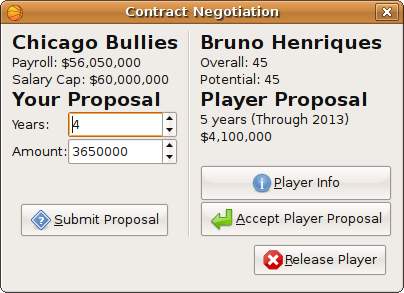 Contract Negotiation
Chicago Bullies
Payroll: $56,050,000
Salary Cap: $60,000,000
Your Proposal
Years: 4
Amount: 3650000
Submit Proposal
Bruno Henriques
Overall: 45
Potential: 45
Player Proposal
5 years (Through 2013)
$4,100,000
Player Info
Accept Player Proposal
Release Player